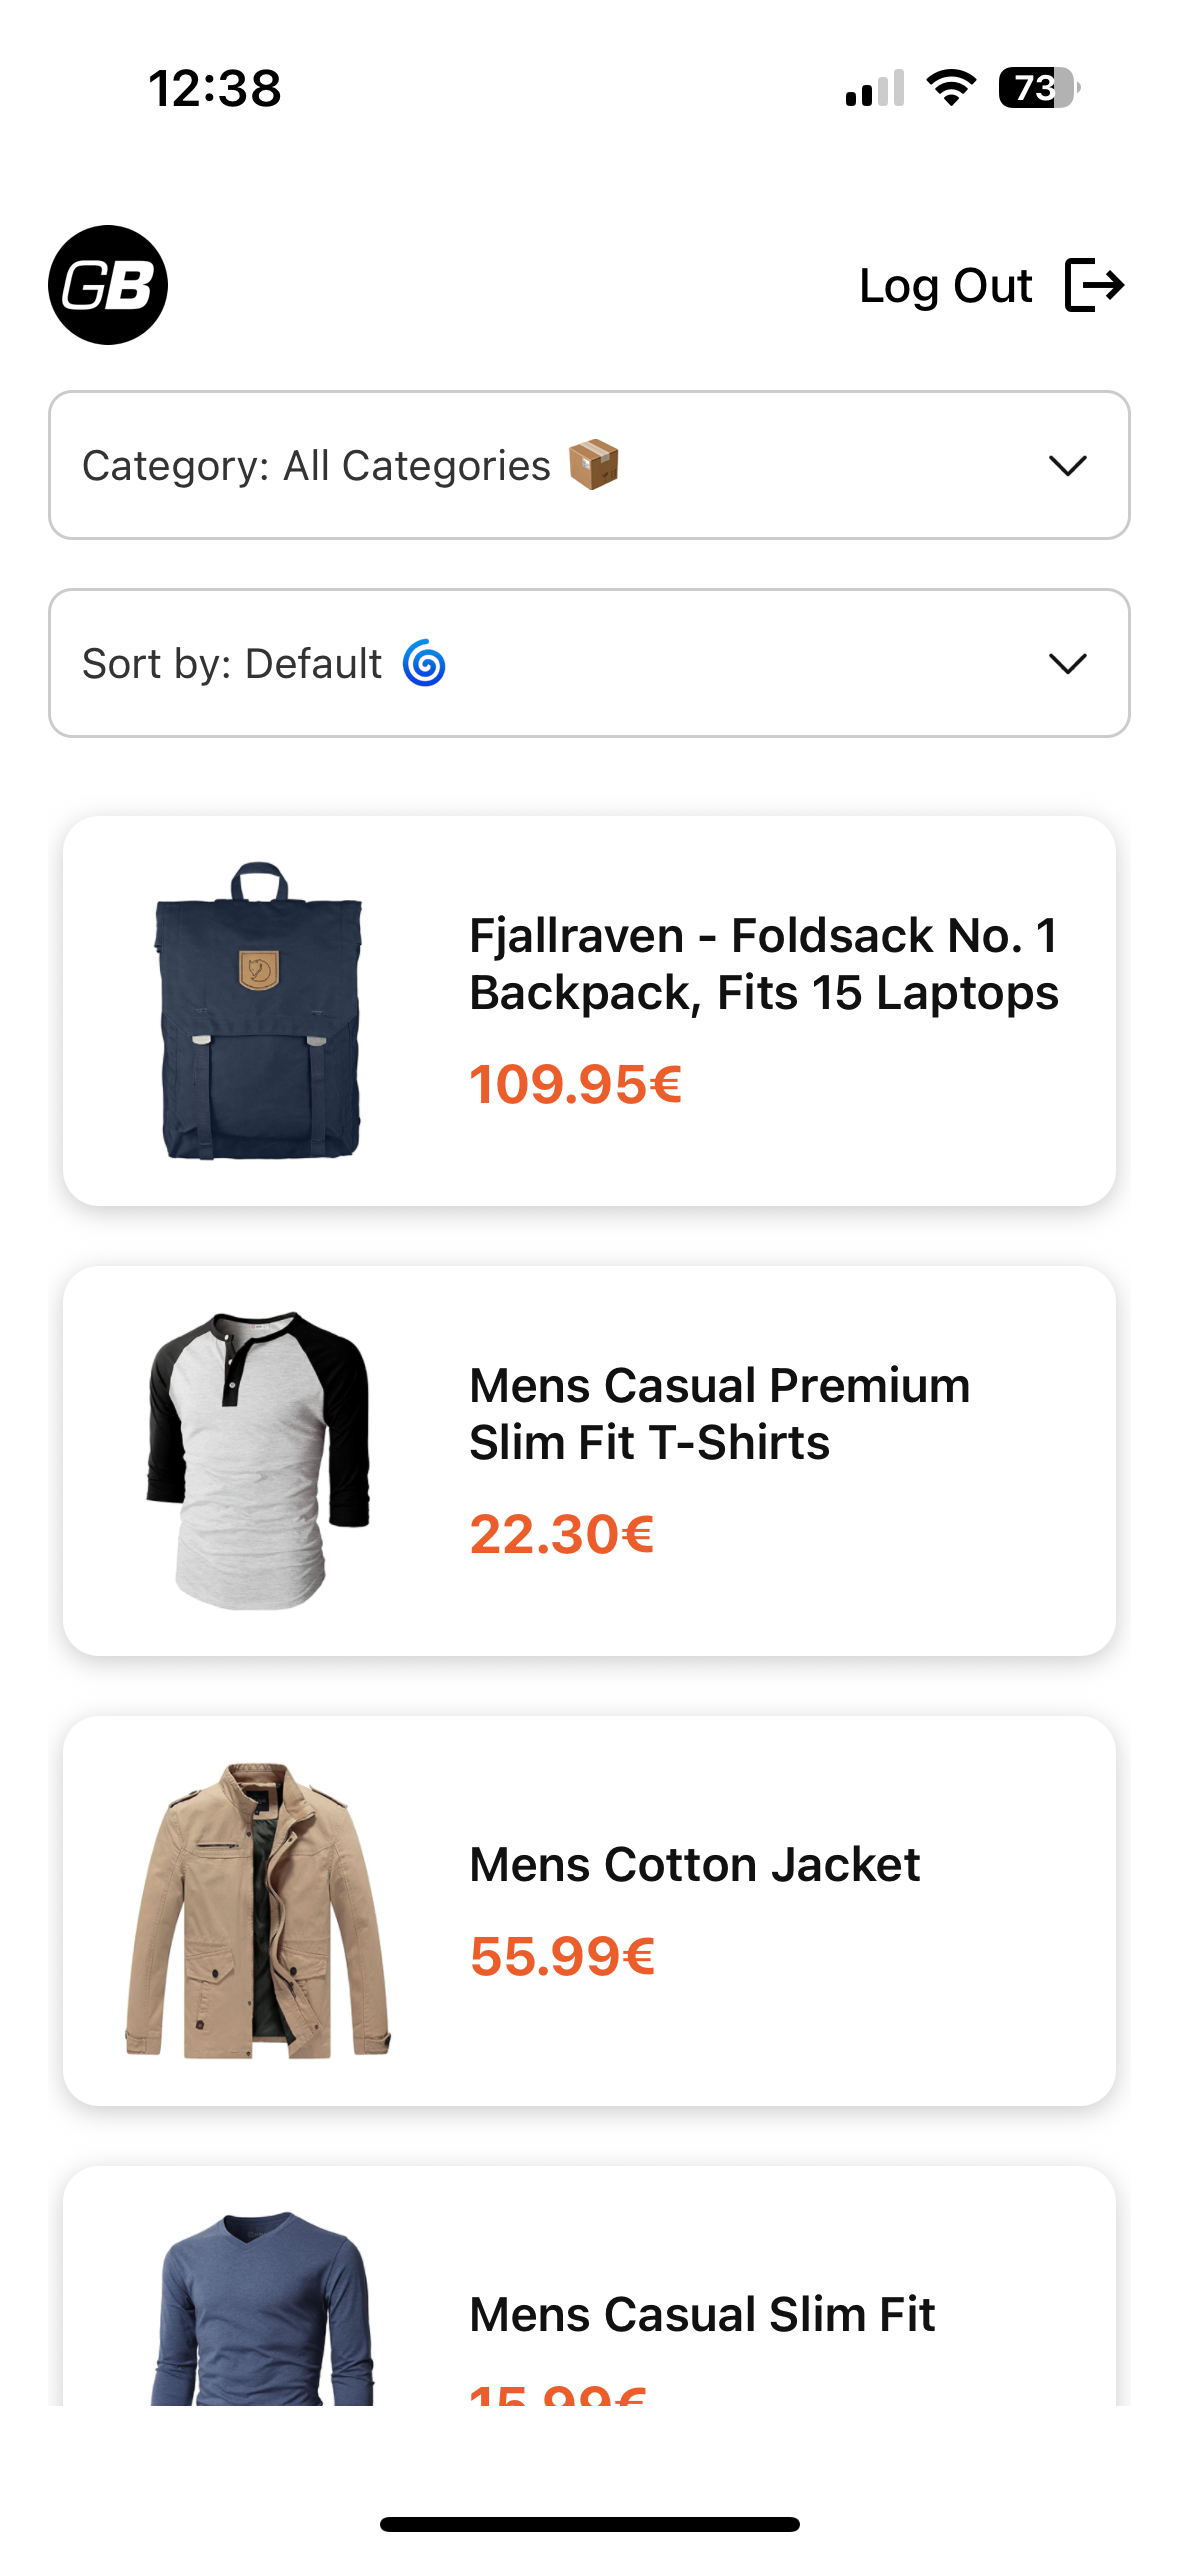 12:38
73
GB
Log Out
Category: All Categories 📦
Sort by: Default 🌀
Fjallraven - Foldsack No. 1
Backpack, Fits 15 Laptops
109.95€
Mens Casual Premium
Slim Fit T-Shirts
22.30€
Mens Cotton Jacket
55.99€
Mens Casual Slim Fit
15.99€